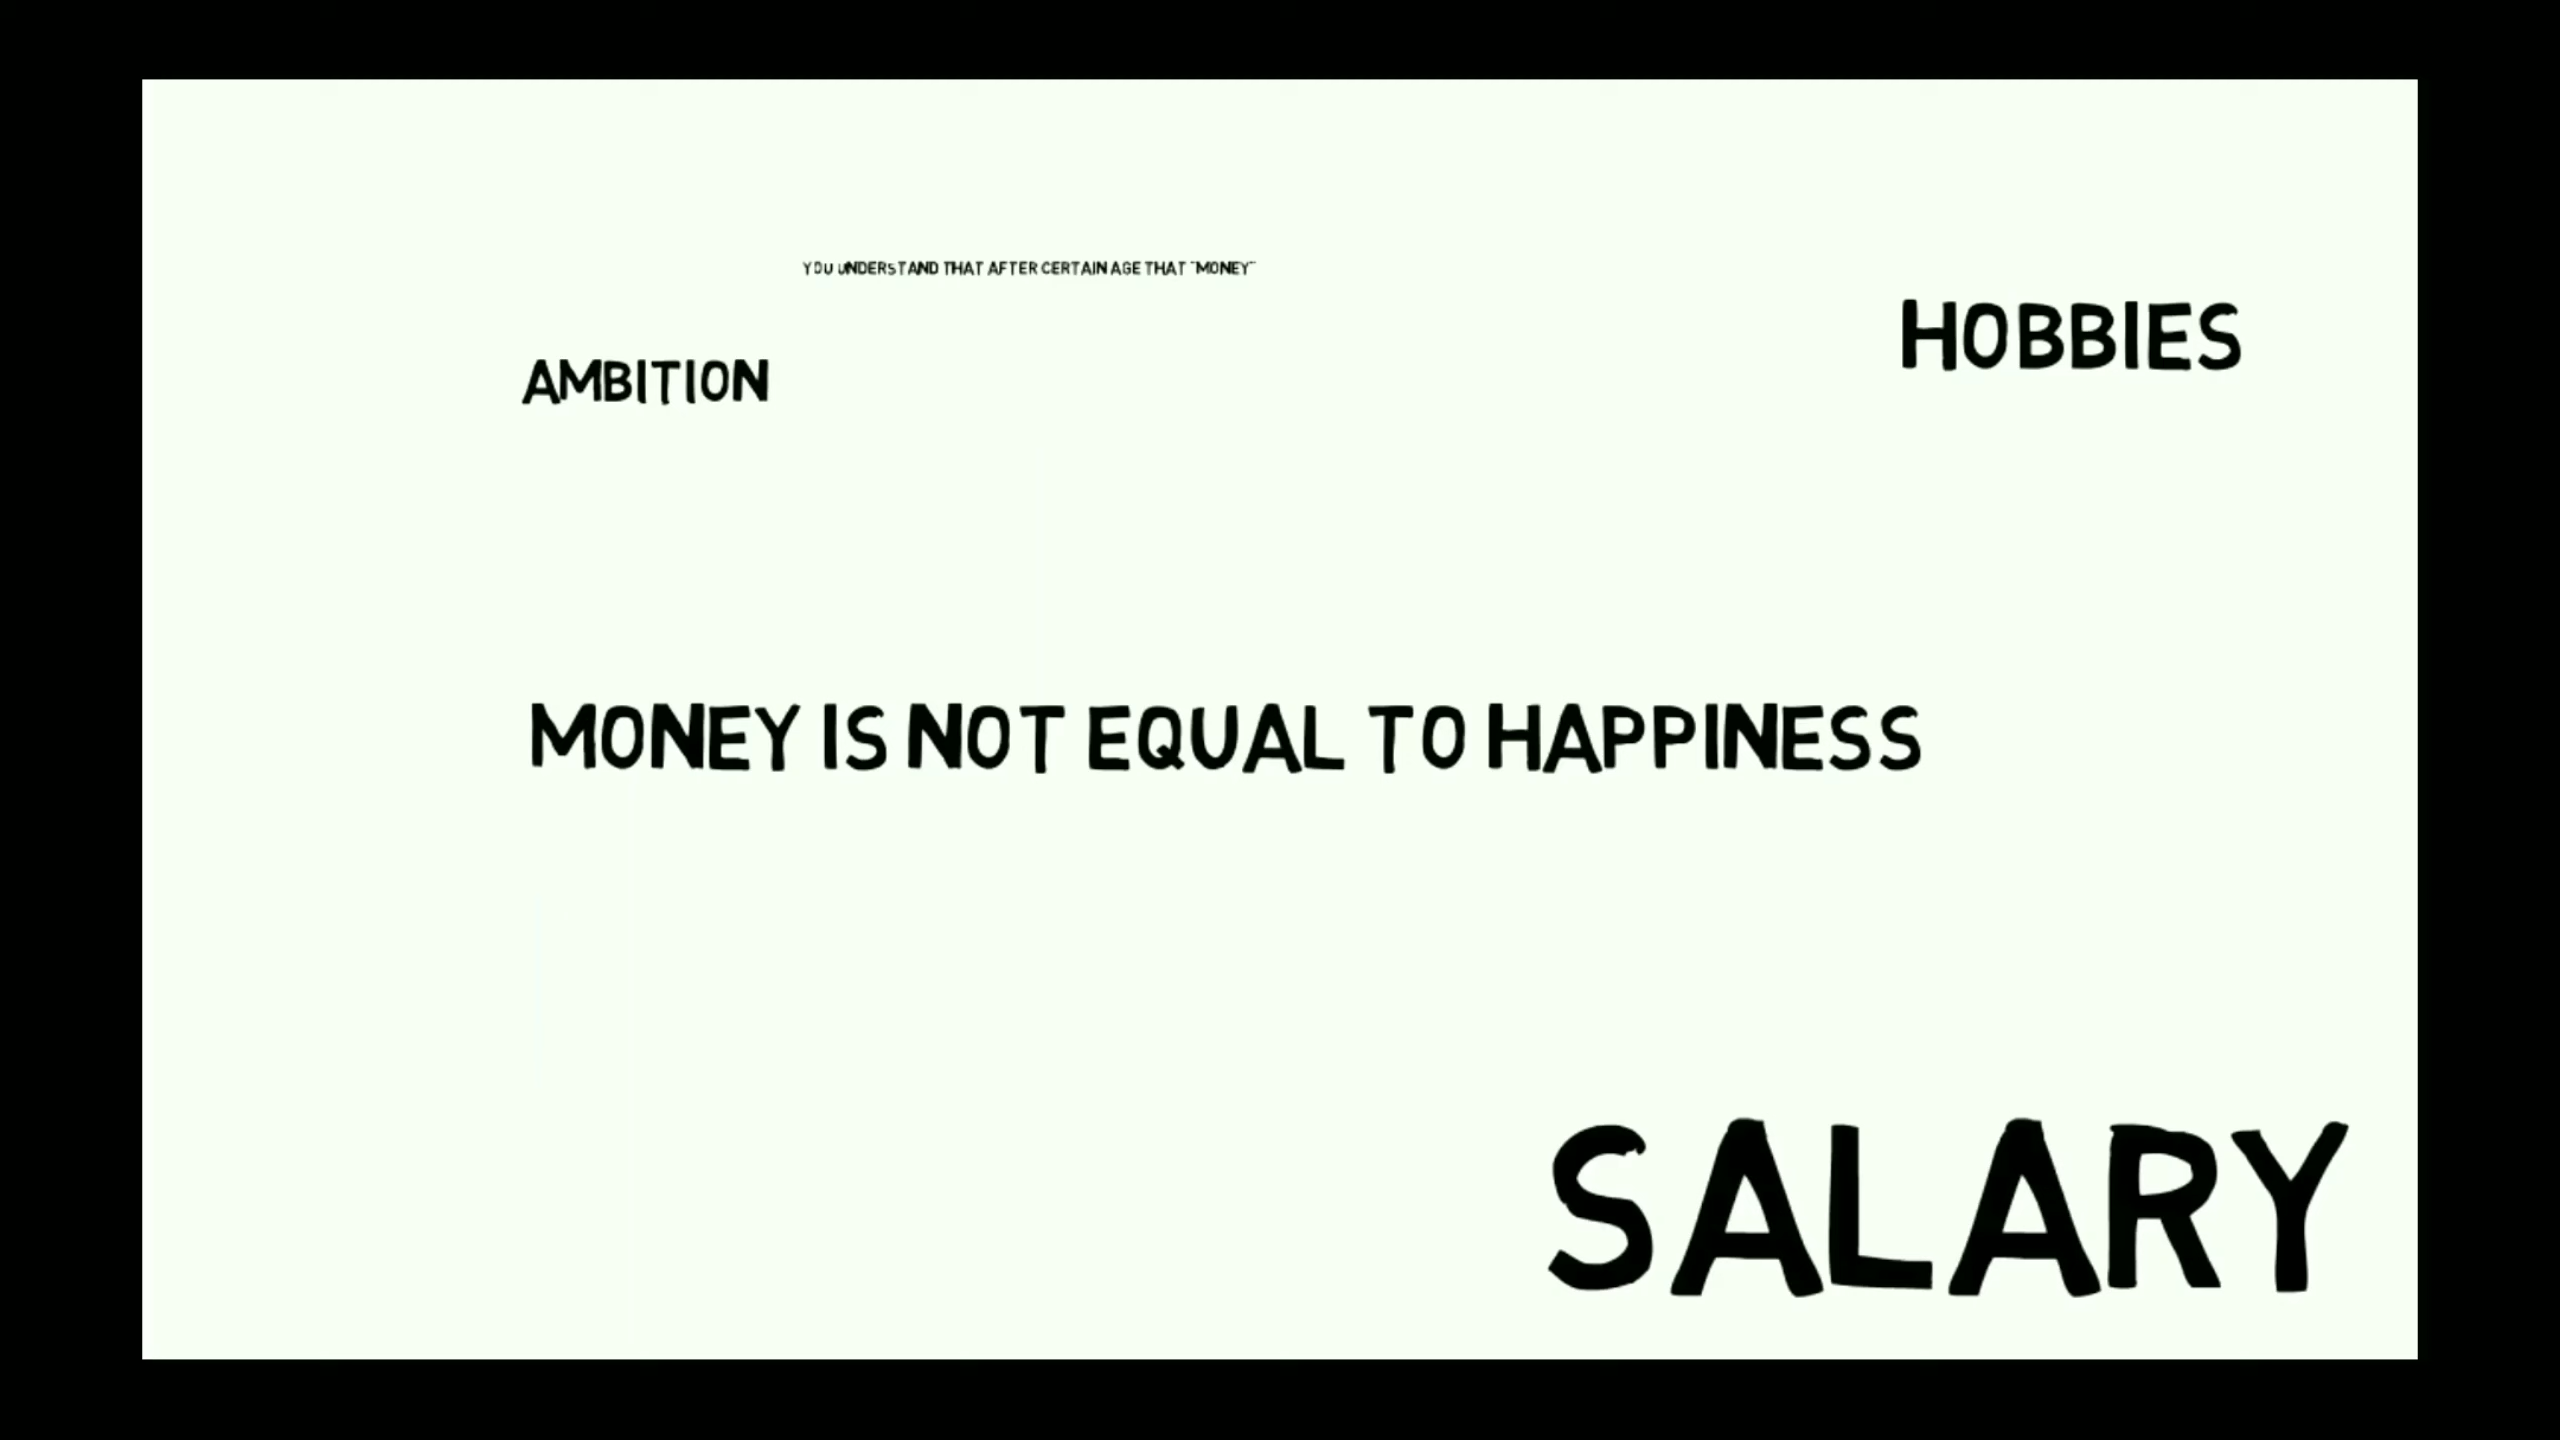 YOU UNDERSTAND THAT AFTER CERTAIN AGE THAT "MONEY"
HOBBIES
AMBITION
MONEY IS NOT EQUAL TO HAPPINESS
SALARY